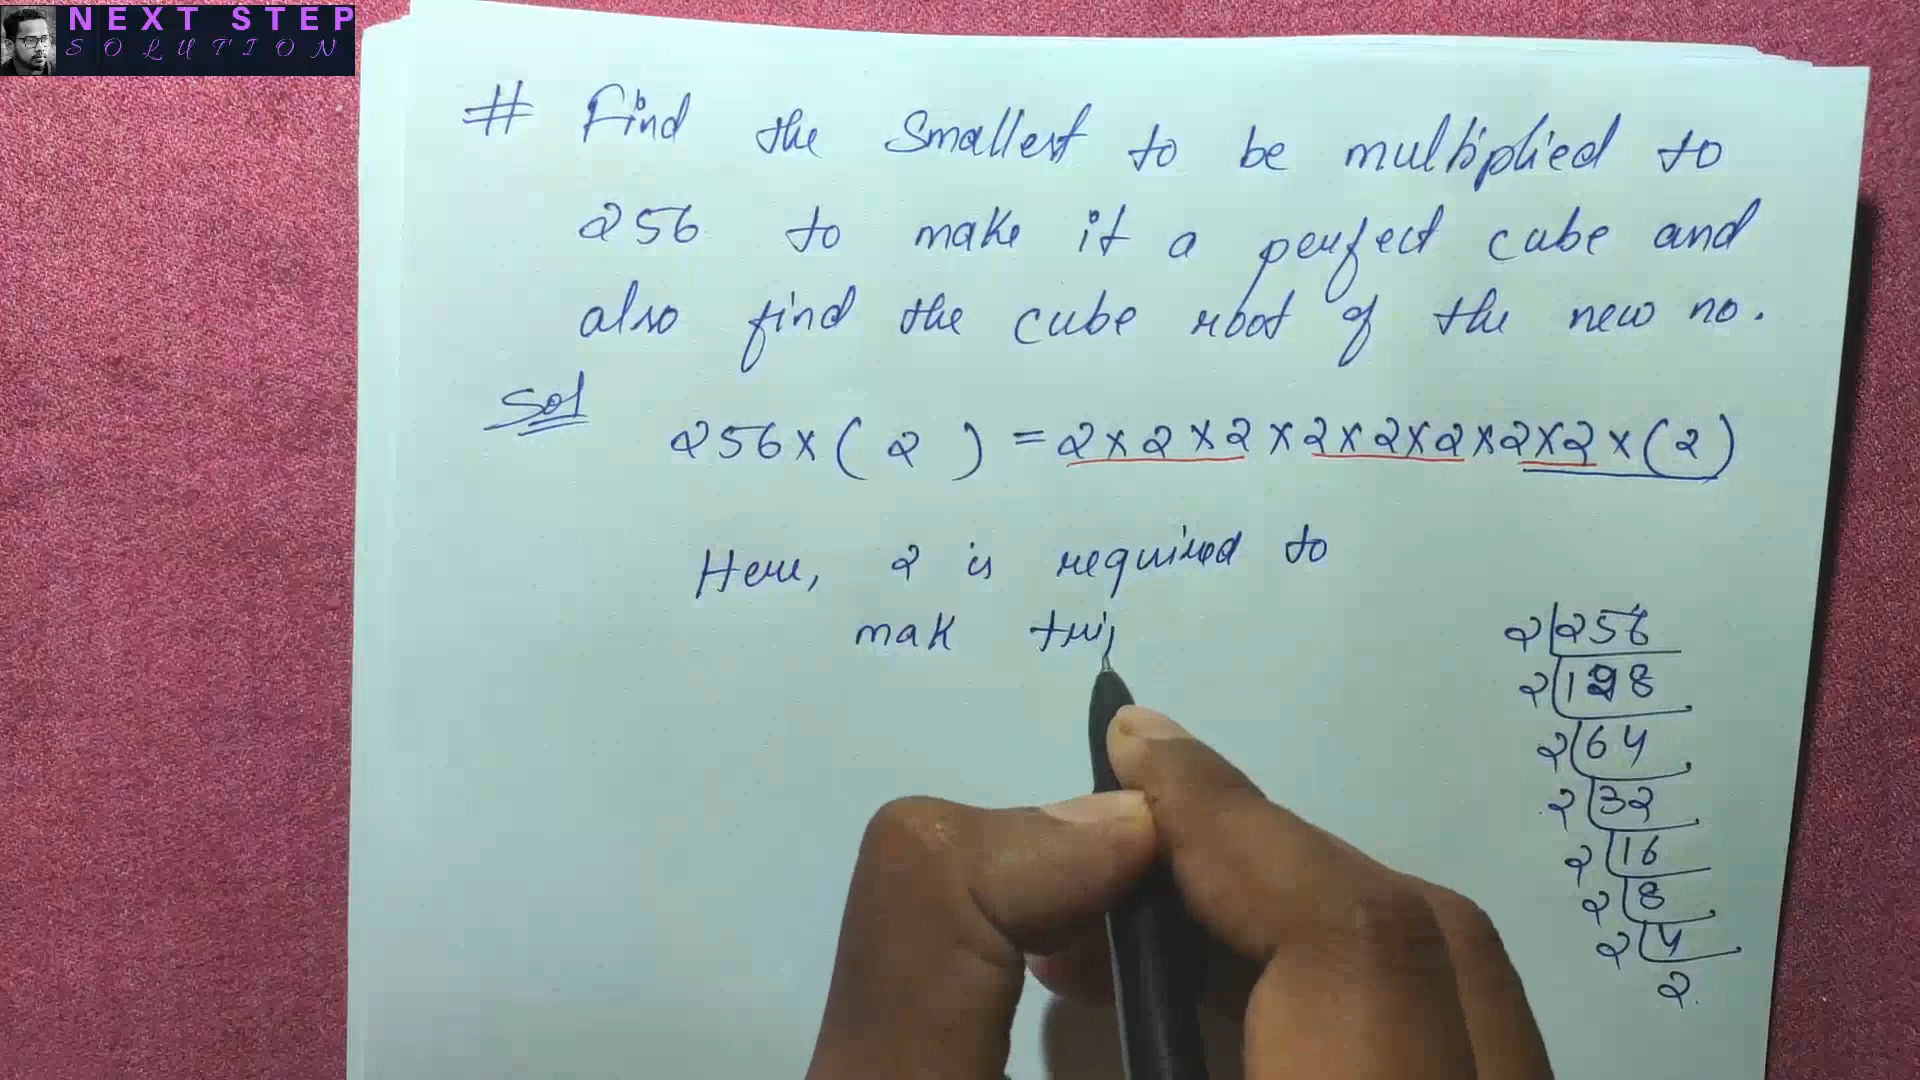 NEXT STEP
SOLUTION
# Find the Smallest to be multiplied to
256 to make it a perfect cube and
also find the cube root of the new no.
Sol
256 × ( 2 ) = 2 × 2 × 2 × 2 × 2 × 2 × 2 × 2 × (2)
Here, 2 is required to
mak trip
2 256
2 128
2 64
2 32
2 16
2 8
2 4
2.